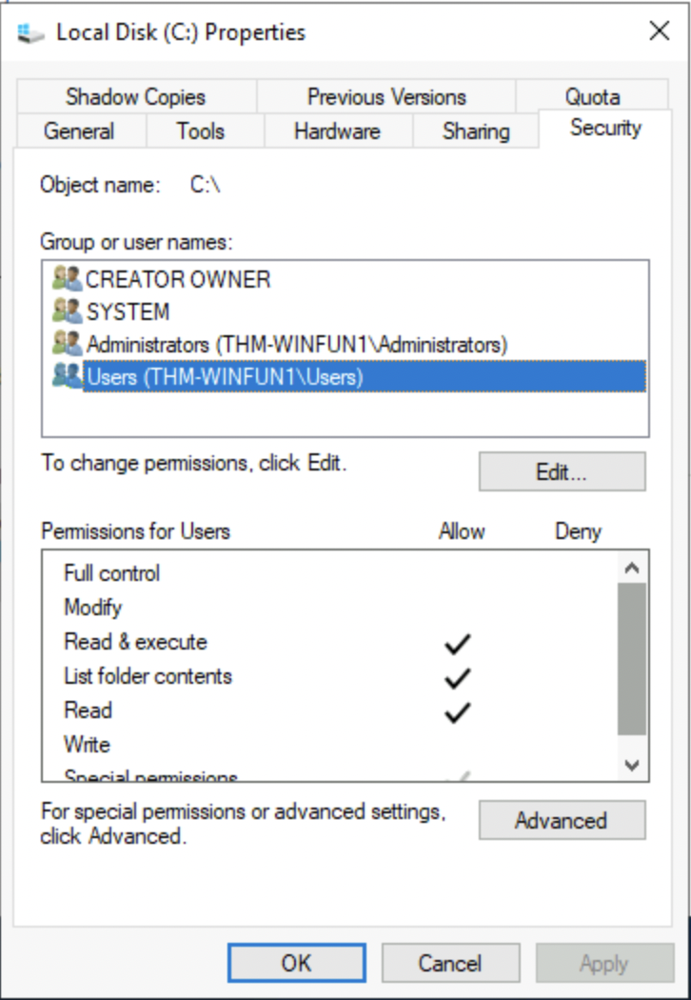 Local Disk (C:) Properties
Shadow Copies Previous Versions Quota
General Tools Hardware Sharing Security
Object name: C:\
Group or user names:
CREATOR OWNER
SYSTEM
Administrators (THM-WINFUN1\Administrators)
Users (THM-WINFUN1\Users)
To change permissions, click Edit.
Edit...
Permissions for Users Allow Deny
Full control
Modify
Read & execute
List folder contents
Read
Write
Special permissions
For special permissions or advanced settings,
click Advanced.
Advanced
OK Cancel Apply